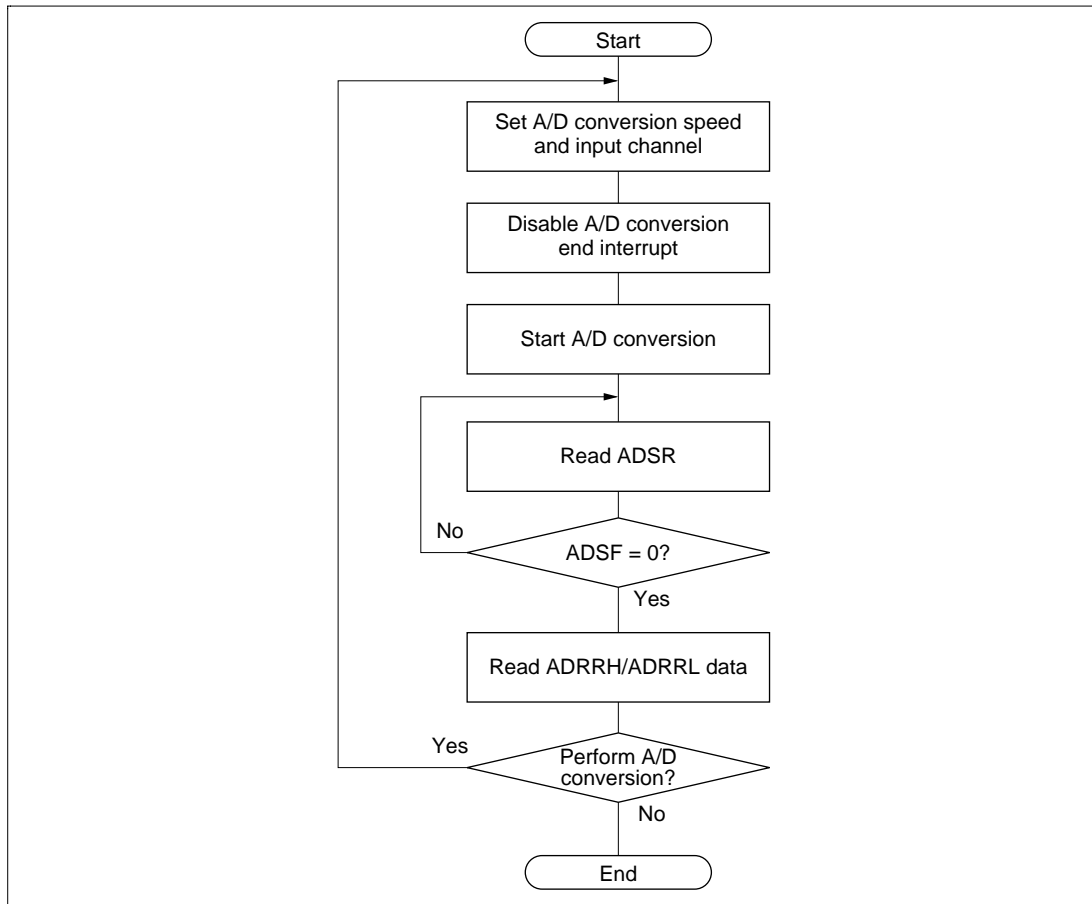 Start
Set A/D conversion speed
and input channel
Disable A/D conversion
end interrupt
Start A/D conversion
Read ADSR
No
ADSF = 0?
Yes
Read ADRRH/ADRRL data
Yes
Perform A/D
conversion?
No
End